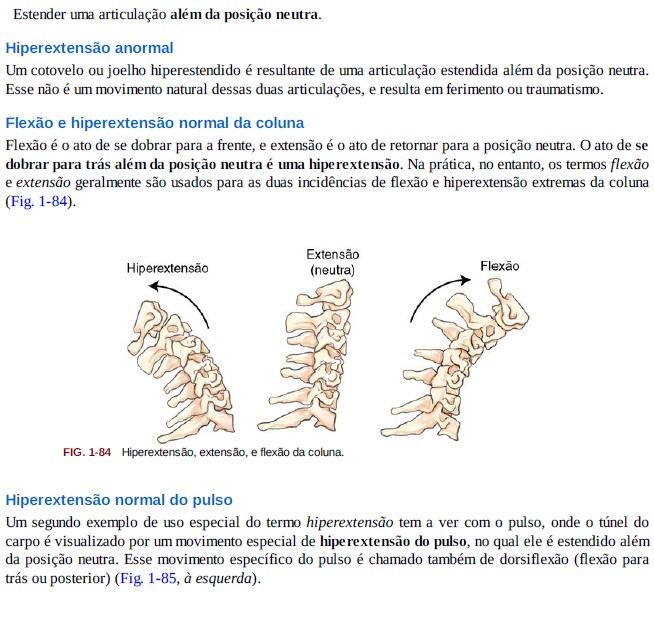 Estender uma articulação além da posição neutra.
Hiperextensão anormal
Um cotovelo ou joelho hiperestendido é resultante de uma articulação estendida além da posição neutra.
Esse não é um movimento natural dessas duas articulações, e resulta em ferimento ou traumatismo.
Flexão e hiperextensão normal da coluna
Flexão é o ato de se dobrar para a frente, e extensão é o ato de retornar para a posição neutra. O ato de se
dobrar para trás além da posição neutra é uma hiperextensão. Na prática, no entanto, os termos flexão
e extensão geralmente são usados para as duas incidências de flexão e hiperextensão extremas da coluna
(Fig. 1-84).
Hiperextensão
Extensão
(neutra)
Flexão
FIG. 1-84 Hiperextensão, extensão, e flexão da coluna.
Hiperextensão normal do pulso
Um segundo exemplo de uso especial do termo hiperextensão tem a ver com o pulso, onde o túnel do
carpo é visualizado por um movimento especial de hiperextensão do pulso, no qual ele é estendido além
da posição neutra. Esse movimento específico do pulso é chamado também de dorsiflexão (flexão para
trás ou posterior) (Fig. 1-85, à esquerda).